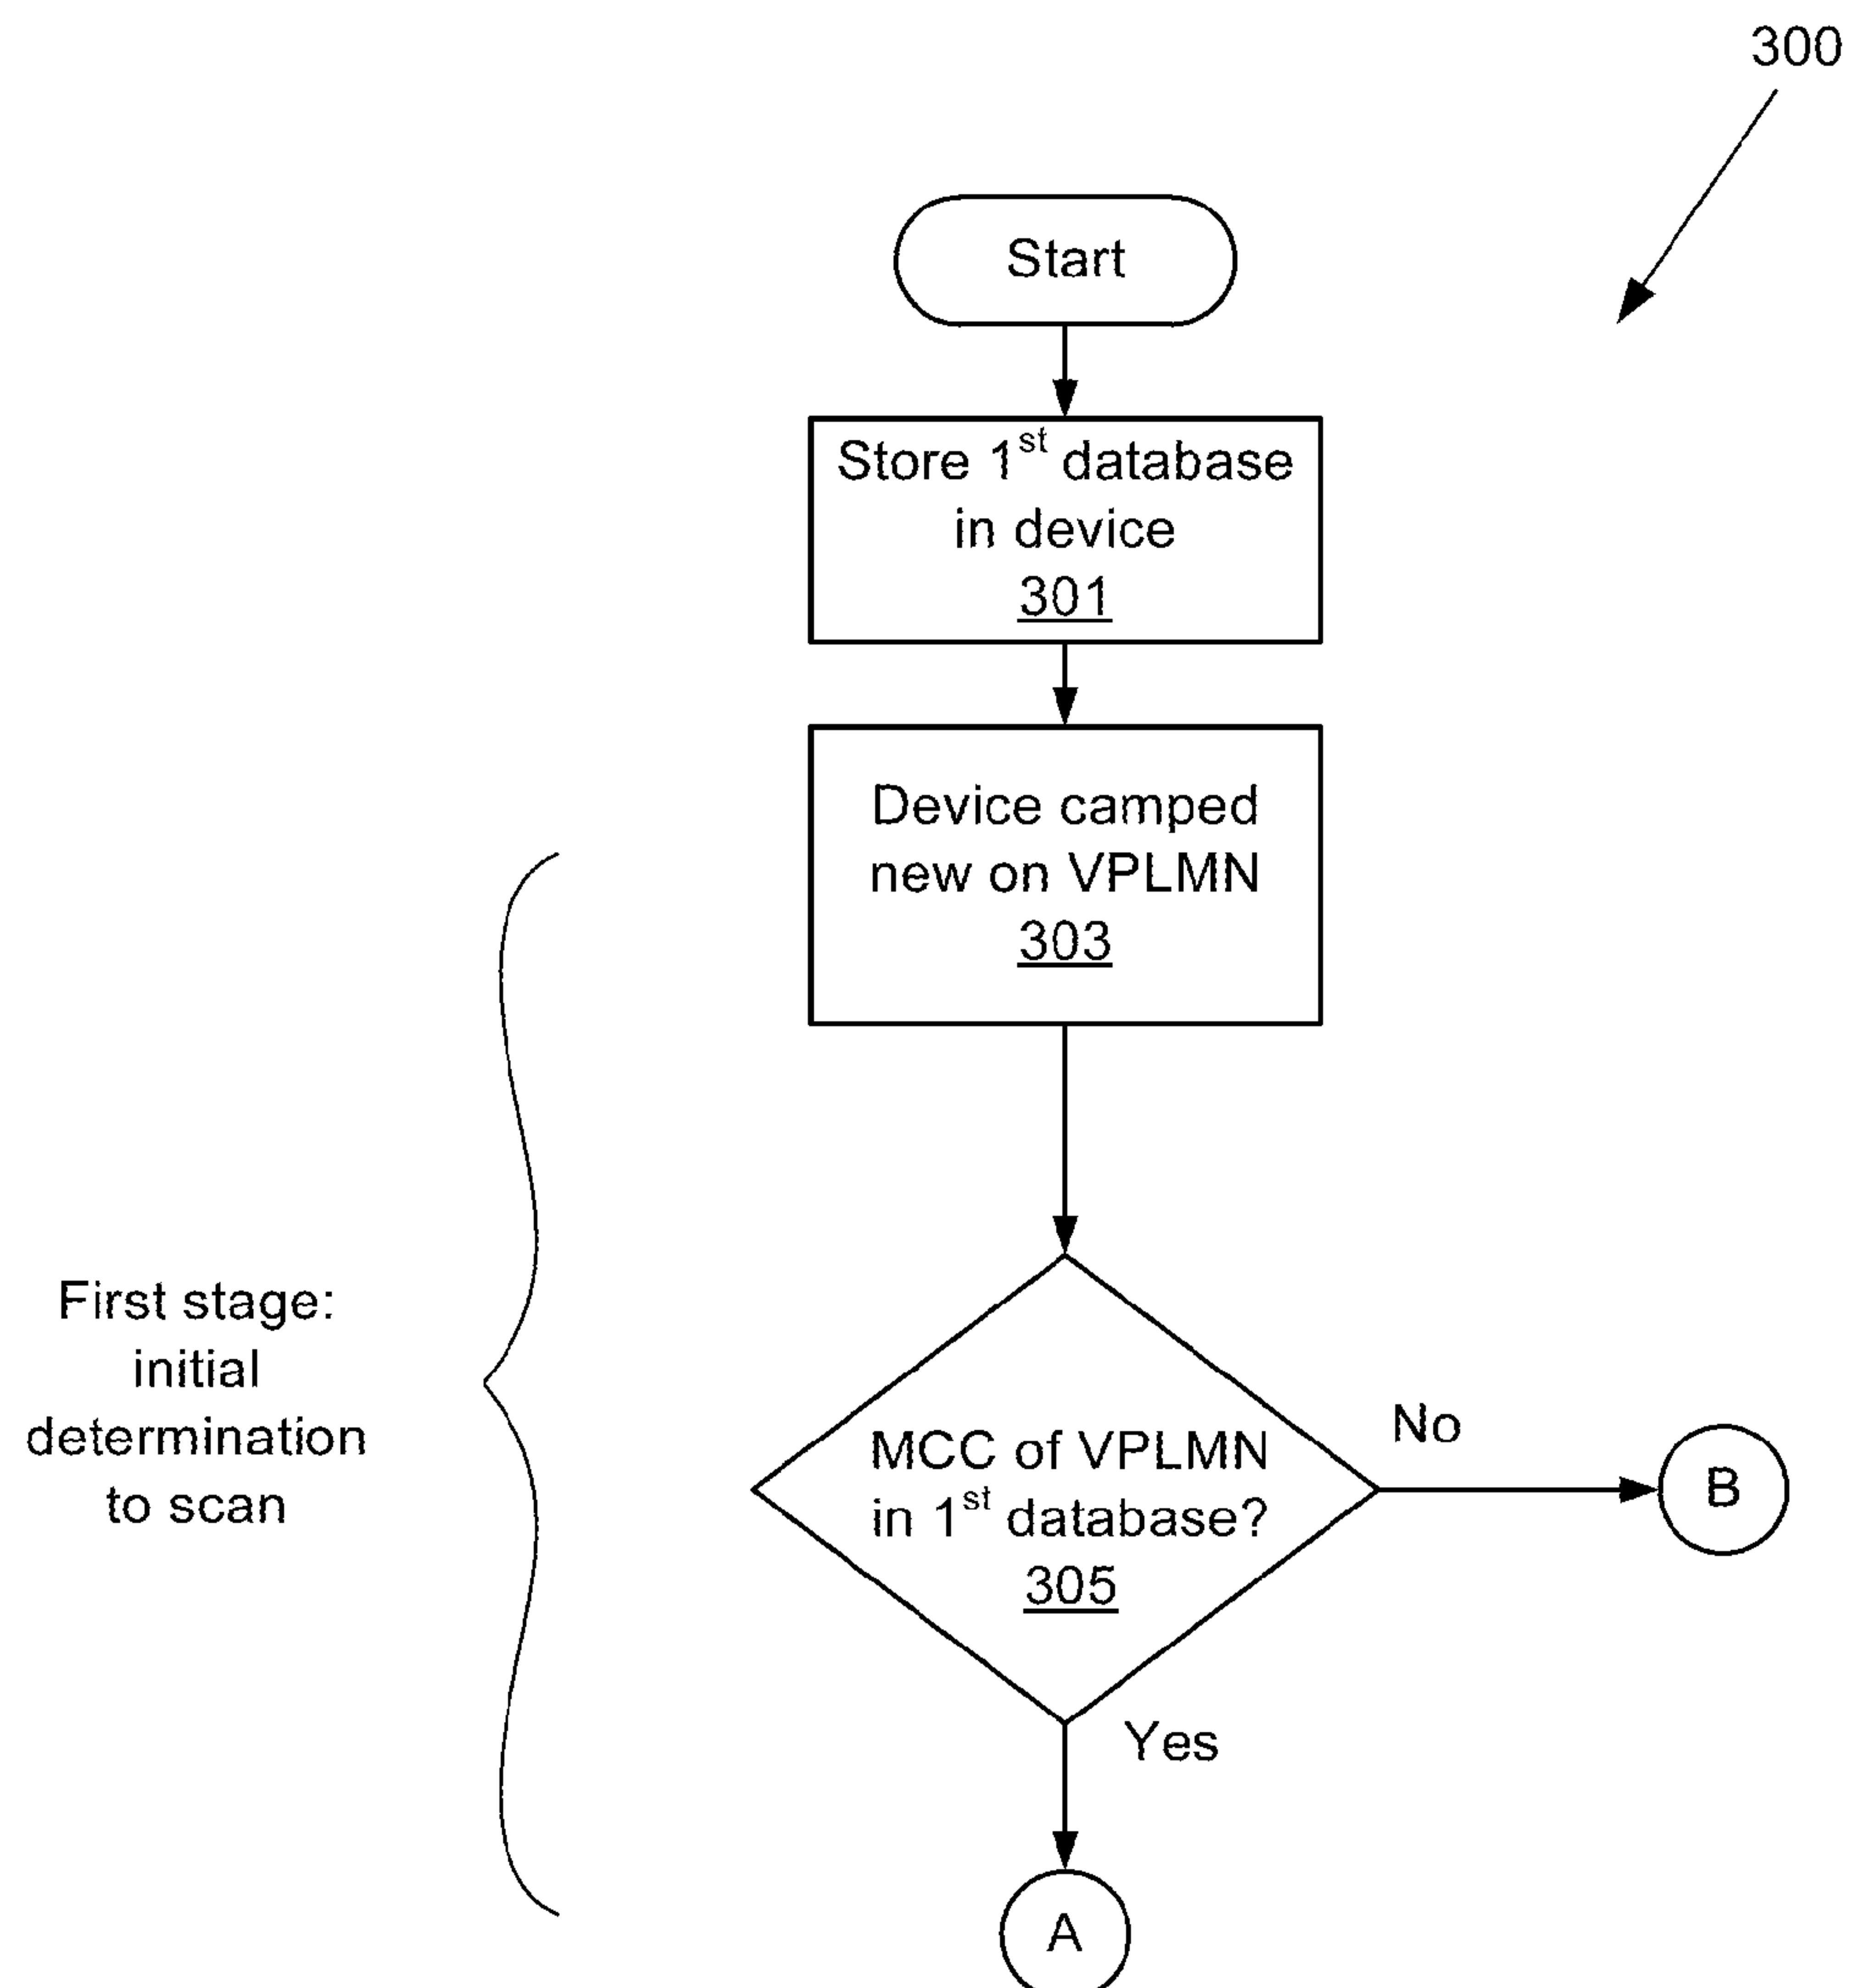 300
Start
Store 1st database
in device
301
Device camped
new on VPLMN
303
First stage:
initial
determination
to scan
MCC of VPLMN
in 1st database?
305
No
B
Yes
A